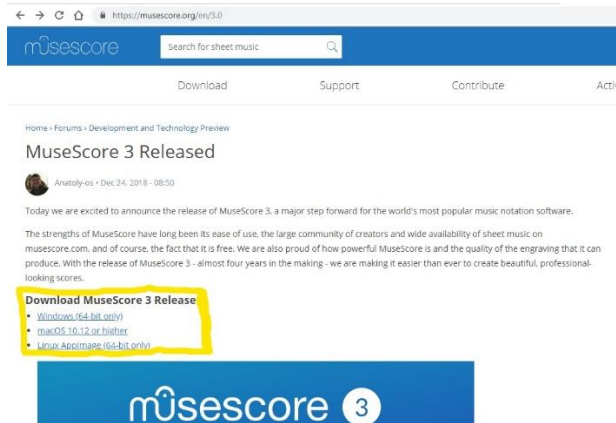 https://musescore.org/en/3.0
musescore
Search for sheet music
Download Support Contribute Activ
Home › Forums › Development and Technology Preview
MuseScore 3 Released
Anatoly-os • Dec 24, 2018 - 08:50
Today we are excited to announce the release of MuseScore 3, a major step forward for the world's most popular music notation software.
The strengths of MuseScore have long been its ease of use, the large community of creators and wide availability of sheet music on
musescore.com, and of course, the fact that it is free. We are also proud of how powerful MuseScore is and the quality of the engraving that it can
produce. With the release of MuseScore 3 - almost four years in the making - we are making it easier than ever to create beautiful, professional-
looking scores.
Download MuseScore 3 Release
• Windows (64-bit only)
• macOS 10.12 or higher
• Linux AppImage (64-bit only)
musescore 3